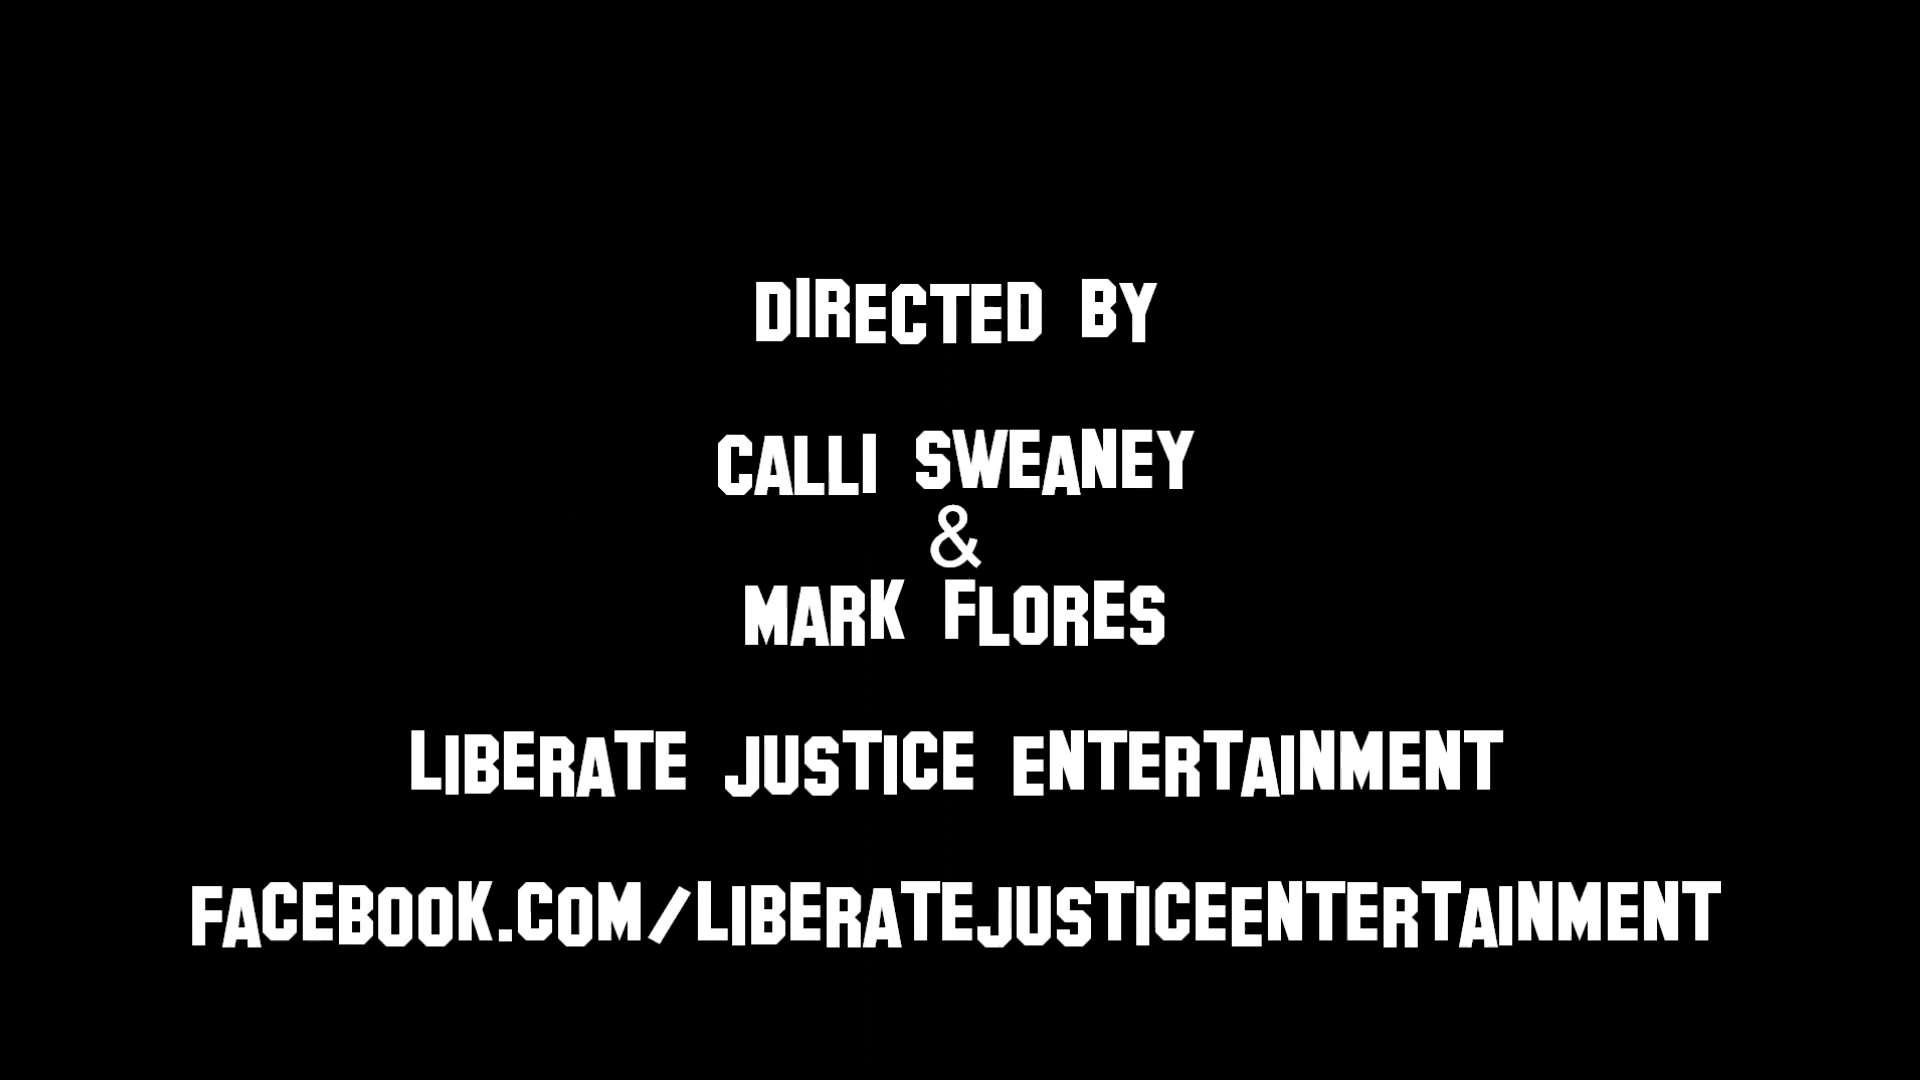 DIRECTED BY
CALLI SWEANEY
&
MARK FLORES
LIBERATE JUSTICE ENTERTAINMENT
FACEBOOK.COM/LIBERATEJUSTICEENTERTAINMENT